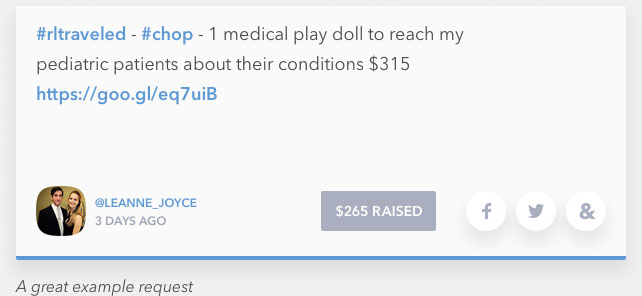 #rltraveled - #chop - 1 medical play doll to reach my
pediatric patients about their conditions $315
https://goo.gl/eq7uiB
@LEANNE_JOYCE
3 DAYS AGO
$265 RAISED
f
&
A great example request